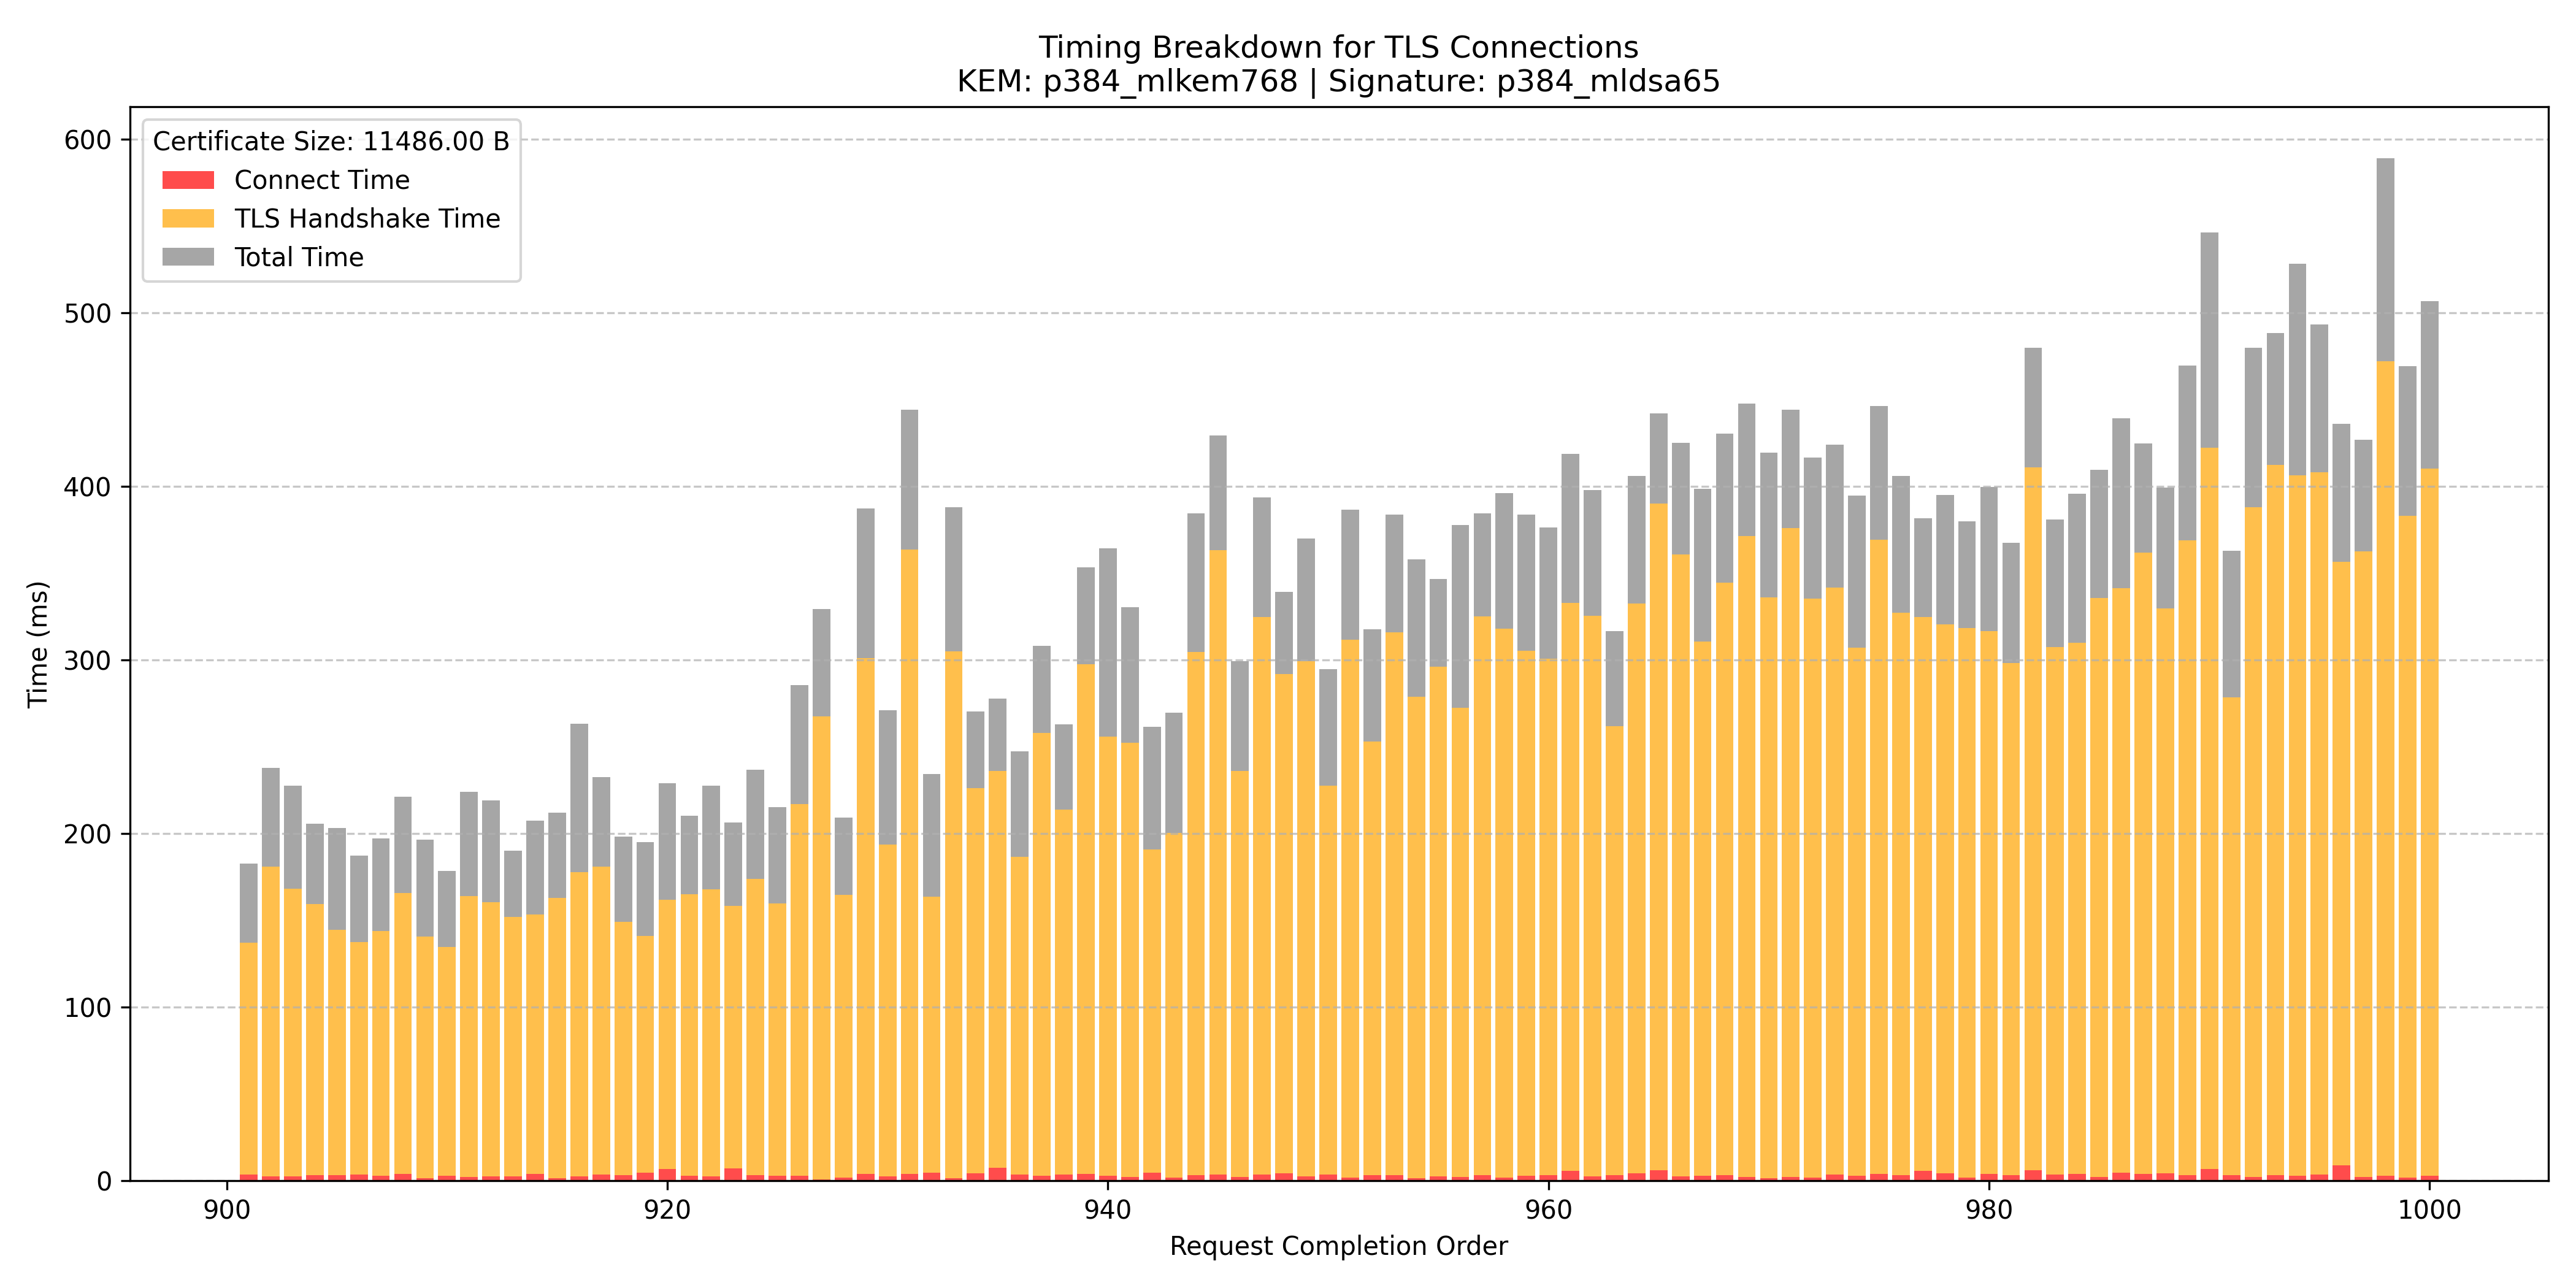 Timing Breakdown for TLS Connections
KEM: p384_mlkem768 | Signature: p384_mldsa65
Certificate Size: 11486.00 B
Connect Time
TLS Handshake Time
Total Time
Time (ms)
600
500
400
300
200
100
0
900 920 940 960 980 1000
Request Completion Order